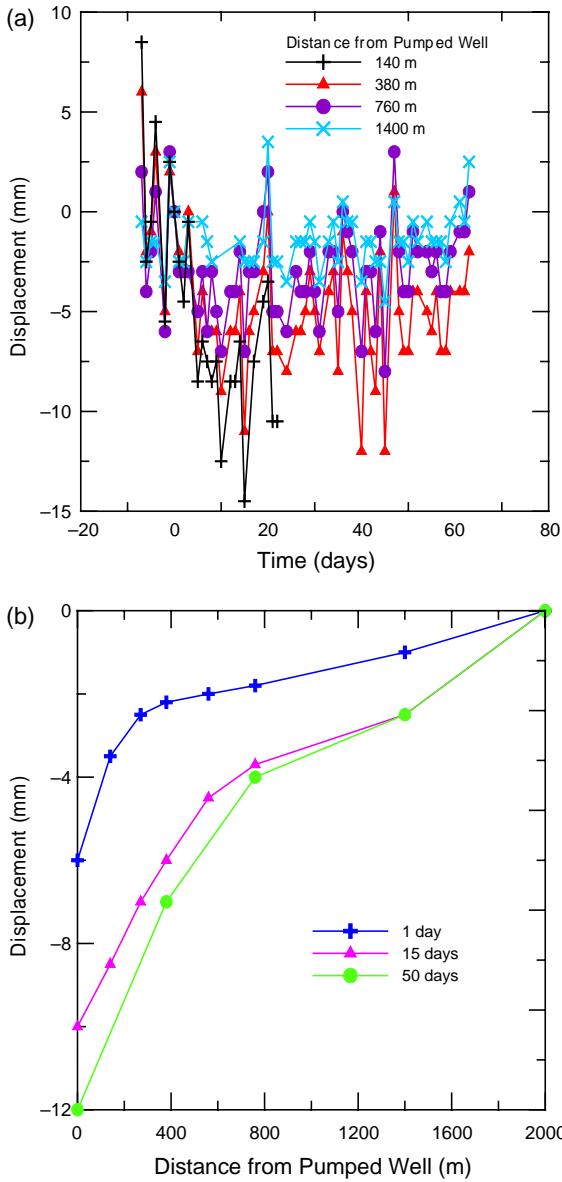 (a)
10
5
0
−5
−10
−15
Displacement (mm)
Distance from Pumped Well
140 m
380 m
760 m
1400 m
−20
0
20
40
60
80
Time (days)
(b)
0
−4
−8
−12
Displacement (mm)
1 day
15 days
50 days
0
400
800
1200
1600
2000
Distance from Pumped Well (m)